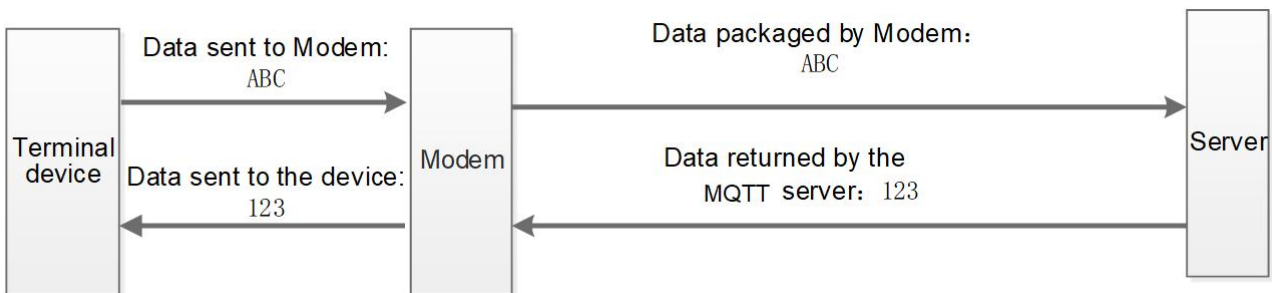 Terminal
device
Data sent to Modem:
ABC
Data sent to the device:
123
Modem
Data packaged by Modem：
ABC
Data returned by the
MQTT server：123
Server